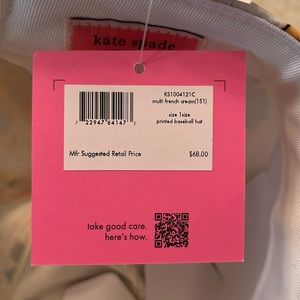 kate spade
KS1004121C
multi french cream(151)
7 22947 64147 3
size 1size
printed baseball hat
Mfr Suggested Retail Price $68.00
take good care.
here's how.